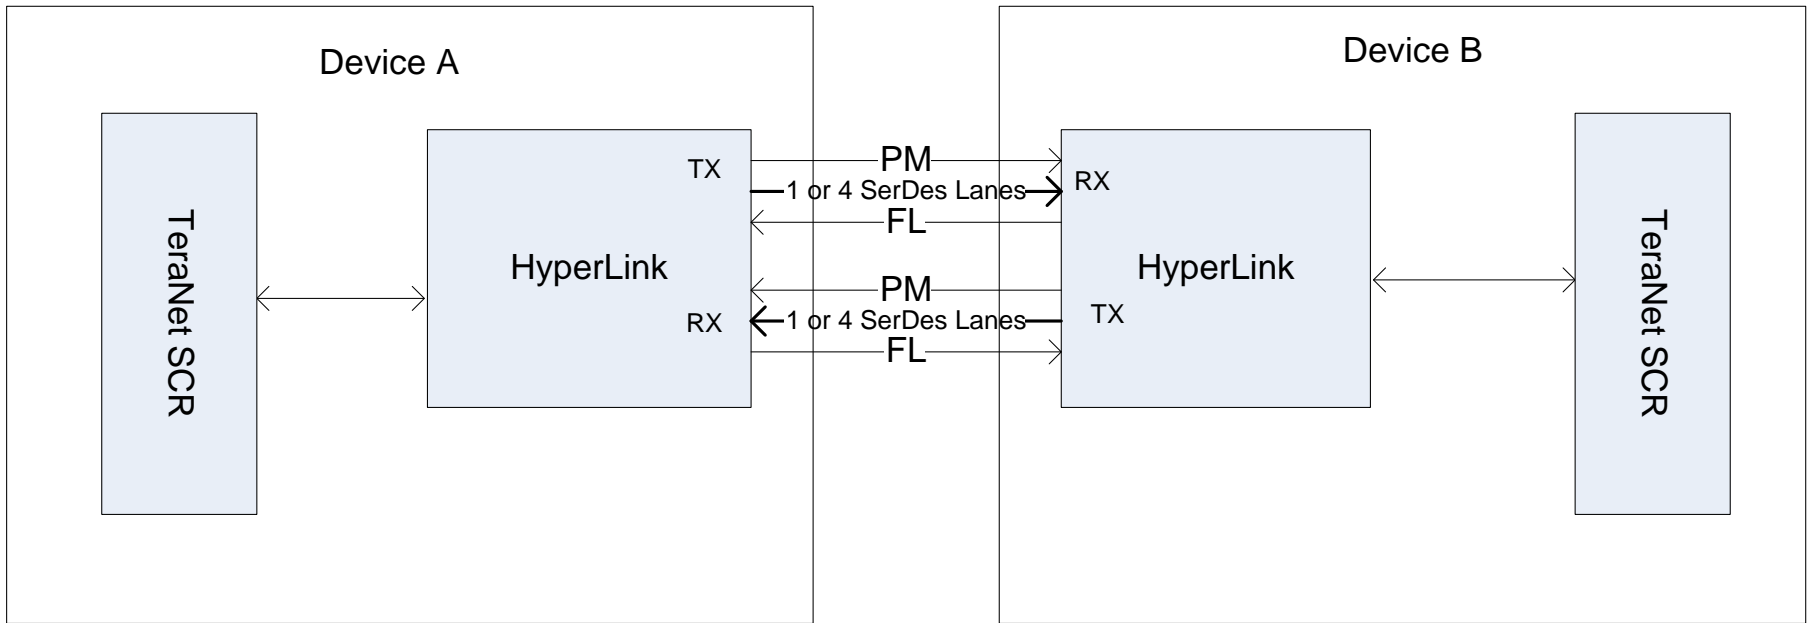 Device A
Device B
TeraNet SCR
HyperLink
TX
RX
PM
1 or 4 SerDes Lanes
FL
PM
1 or 4 SerDes Lanes
FL
RX
TX
HyperLink
TeraNet SCR